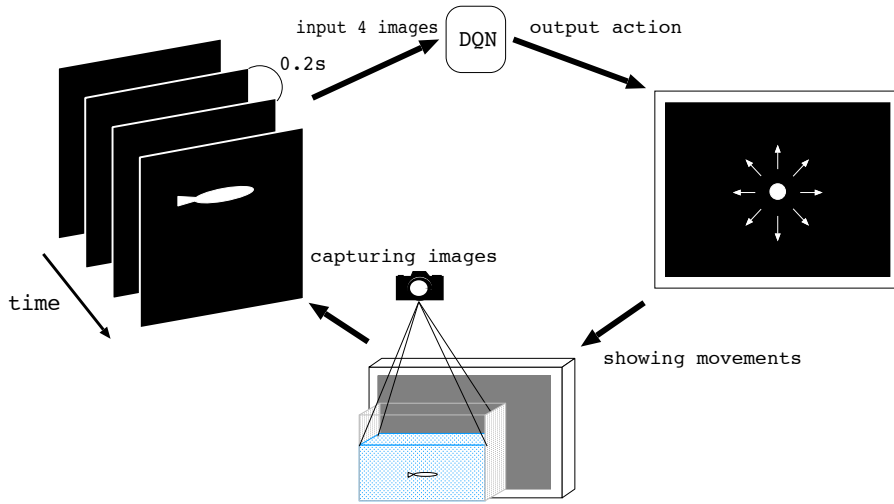 input 4 images
DQN
output action
0.2s
capturing images
time
showing movements